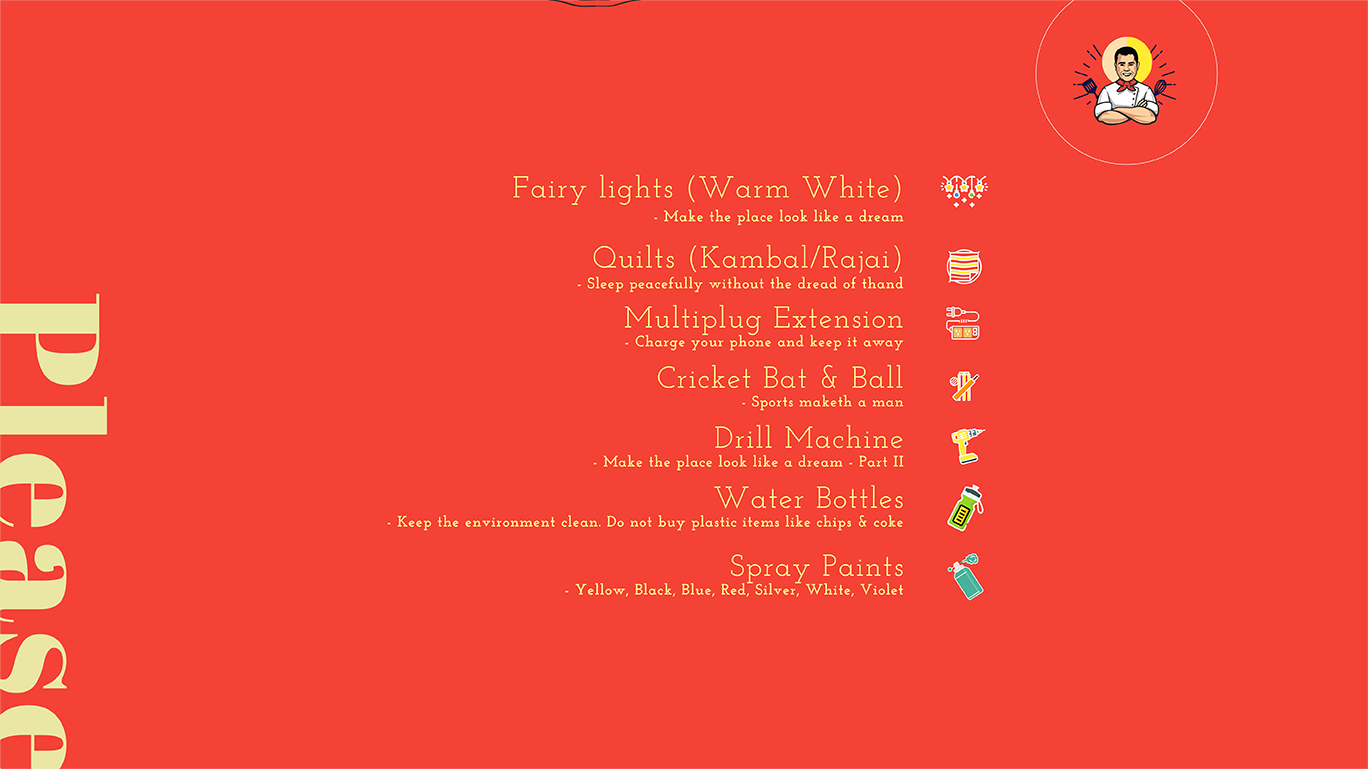 Please
Fairy lights (Warm White)
- Make the place look like a dream
Quilts (Kambal/Rajai)
- Sleep peacefully without the dread of thand
Multiplug Extension
- Charge your phone and keep it away
Cricket Bat & Ball
- Sports maketh a man
Drill Machine
- Make the place look like a dream - Part II
Water Bottles
- Keep the environment clean. Do not buy plastic items like chips & coke
Spray Paints
- Yellow, Black, Blue, Red, Silver, White, Violet